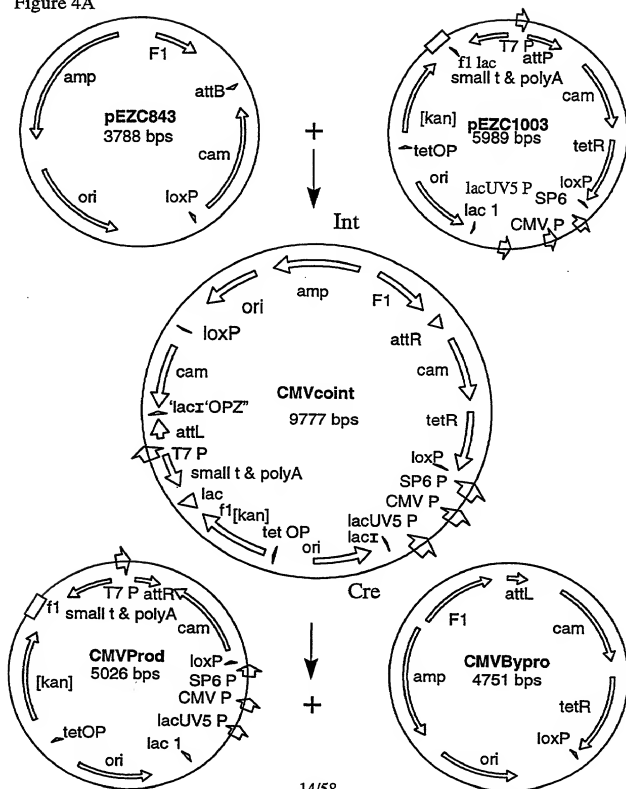 Figure 4A
F1
amp
attB
pEZC843
3788 bps
cam
ori
loxP
+
Int
T7 P
attP
f1 lac
small t & polyA
cam
[kan]
pEZC1003
5989 bps
tetOP
tetR
ori
lacUV5 P
loxP
SP6
lac 1
CMV P
amp
ori
F1
loxP
attR
cam
cam
CMVcoint
9777 bps
'lacI'OPZ"
attL
tetR
T7 P
loxP
small t & polyA
SP6 P
lac
CMV P
f1
[kan]
lacUV5 P
tet OP
ori
lacI
Cre
T7 P
attR
f1
small t & polyA
cam
CMVProd
5026 bps
loxP
[kan]
SP6 P
CMV P
lacUV5 P
tetOP
lac 1
ori
+
attL
F1
cam
CMVBypro
4751 bps
amp
tetR
loxP
ori
14/58